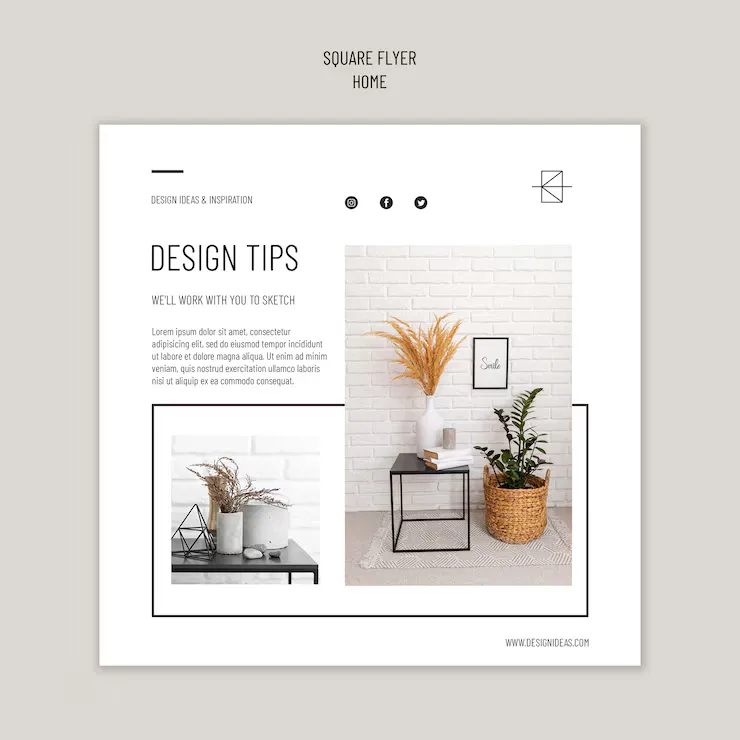 SQUARE FLYER
HOME
DESIGN IDEAS & INSPIRATION
DESIGN TIPS
WE'LL WORK WITH YOU TO SKETCH
Lorem ipsum dolor sit amet, consectetur
adipisicing elit, sed do eiusmod tempor incididunt
ut labore et dolore magna aliqua. Ut enim ad minim
veniam, quis nostrud exercitation ullamco laboris
nisi ut aliquip ex ea commodo consequat.
Smile
WWW.DESIGNIDEAS.COM